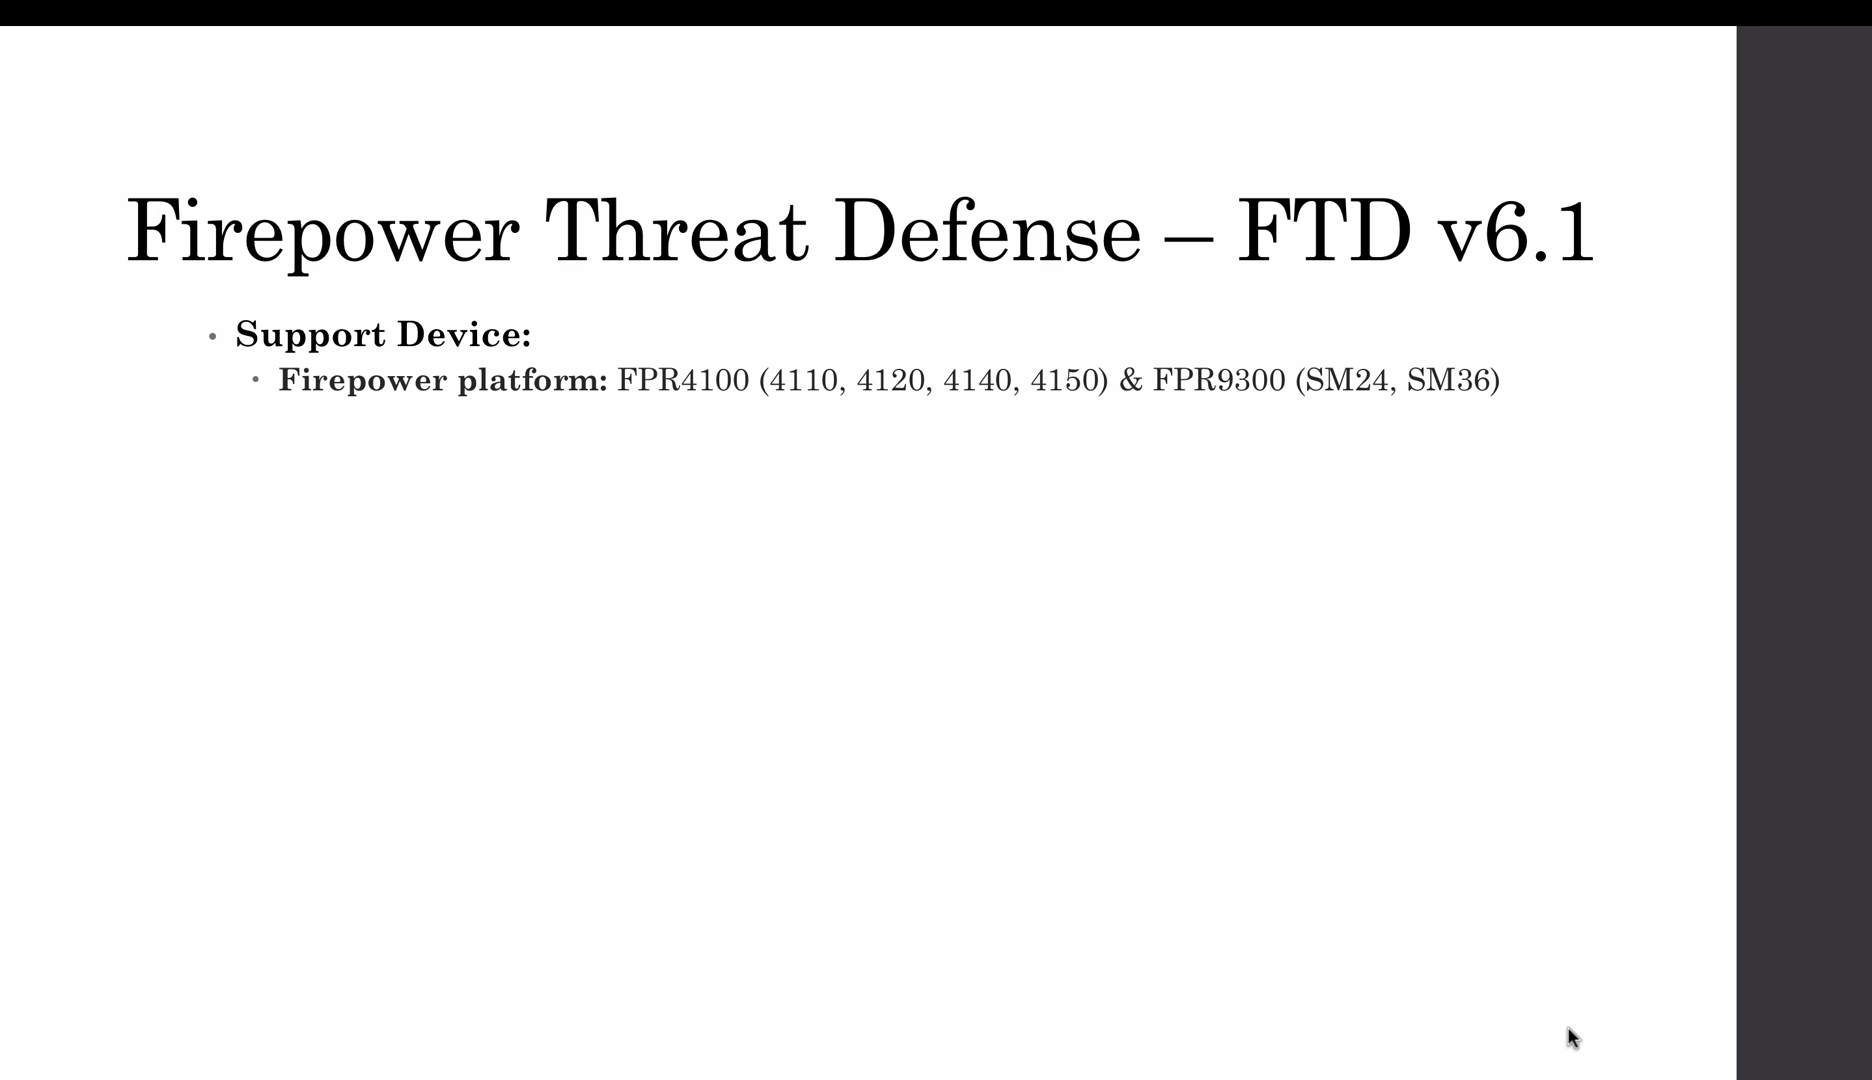 Firepower Threat Defense – FTD v6.1
• Support Device:
• Firepower platform: FPR4100 (4110, 4120, 4140, 4150) & FPR9300 (SM24, SM36)